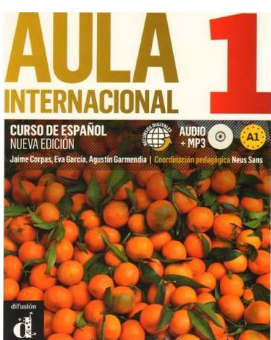 AULA
INTERNACIONAL 1
CURSO DE ESPAÑOL
NUEVA EDICIÓN
AUDIO
+ MP3
A1
Jaime Corpas, Eva García, Agustín Garmendia | Coordinación pedagógica Neus Sans
difusión